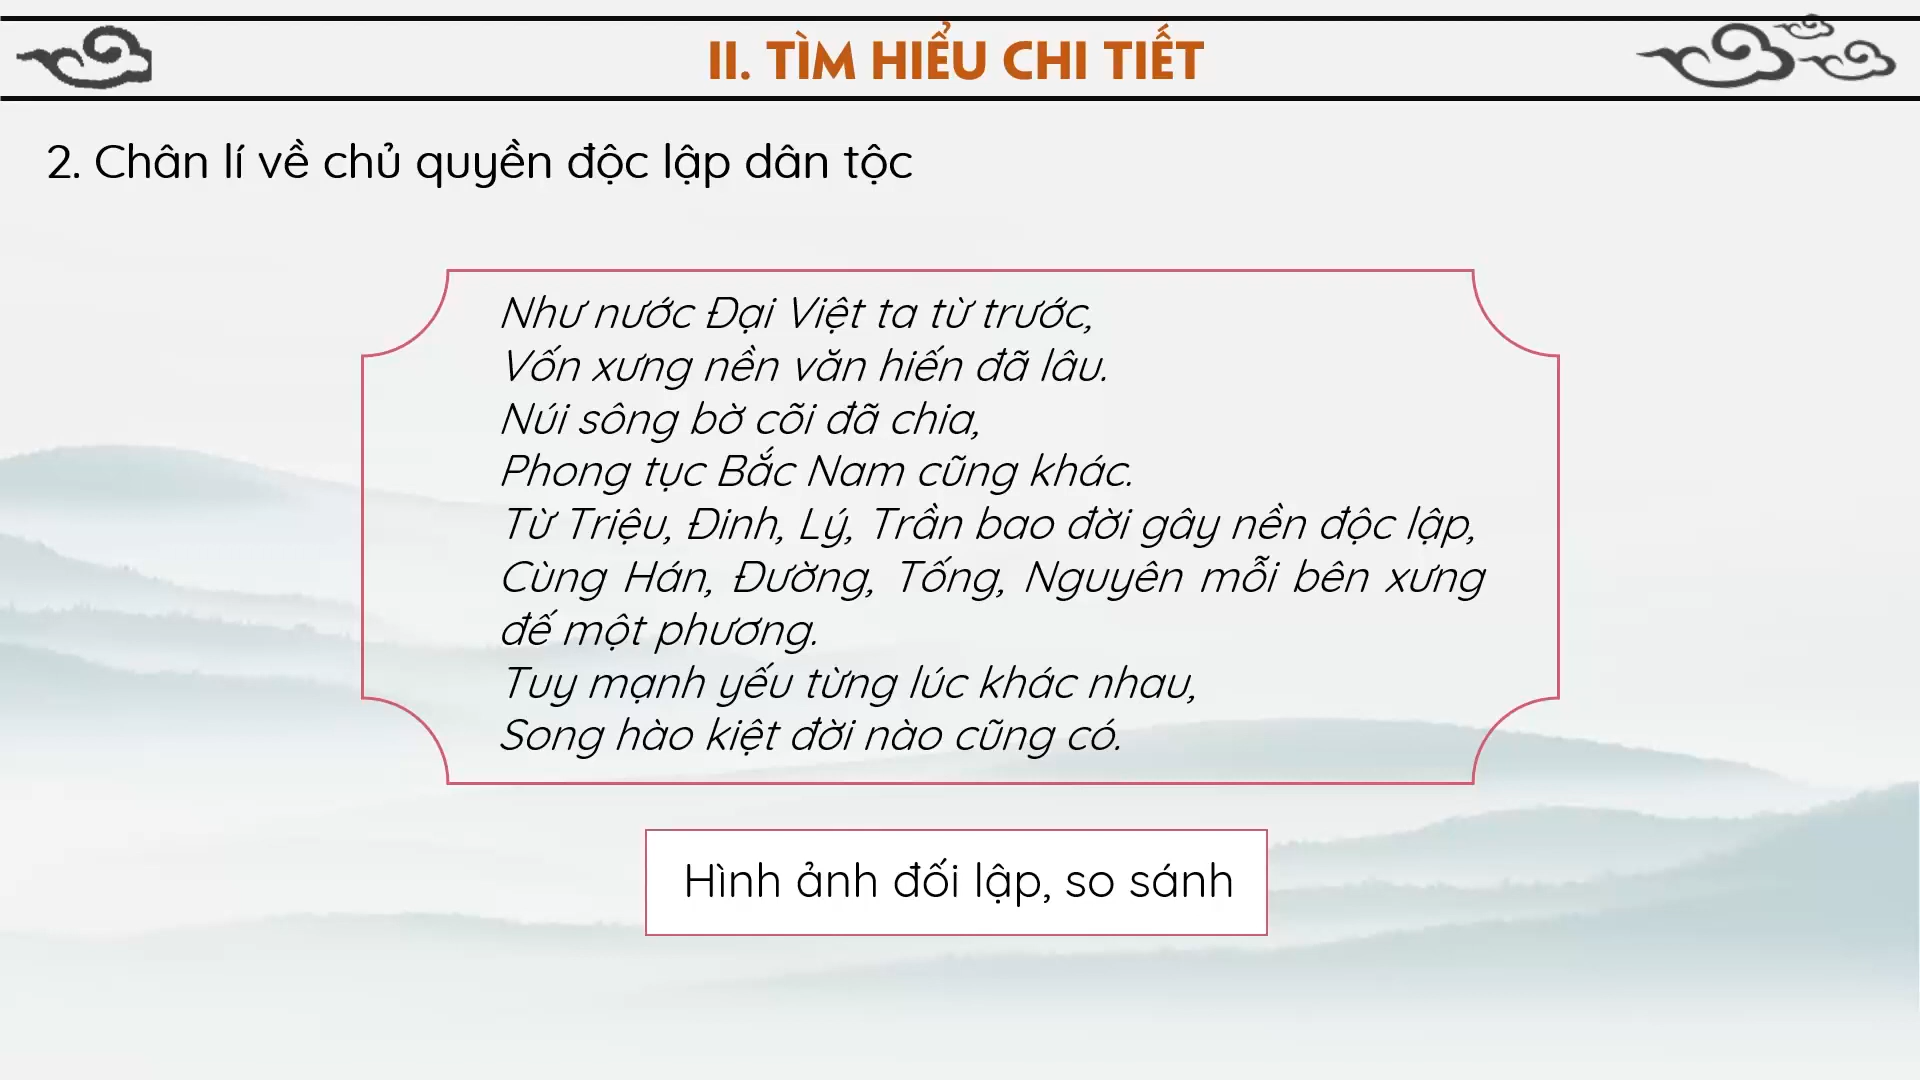 II. TÌM HIỂU CHI TIẾT
2. Chân lí về chủ quyền độc lập dân tộc
Như nước Đại Việt ta từ trước,
Vốn xưng nền văn hiến đã lâu.
Núi sông bờ cõi đã chia,
Phong tục Bắc Nam cũng khác.
Từ Triệu, Đinh, Lý, Trần bao đời gây nền độc lập,
Cùng Hán, Đường, Tống, Nguyên mỗi bên xưng
đế một phương.
Tuy mạnh yếu từng lúc khác nhau,
Song hào kiệt đời nào cũng có.
Hình ảnh đối lập, so sánh